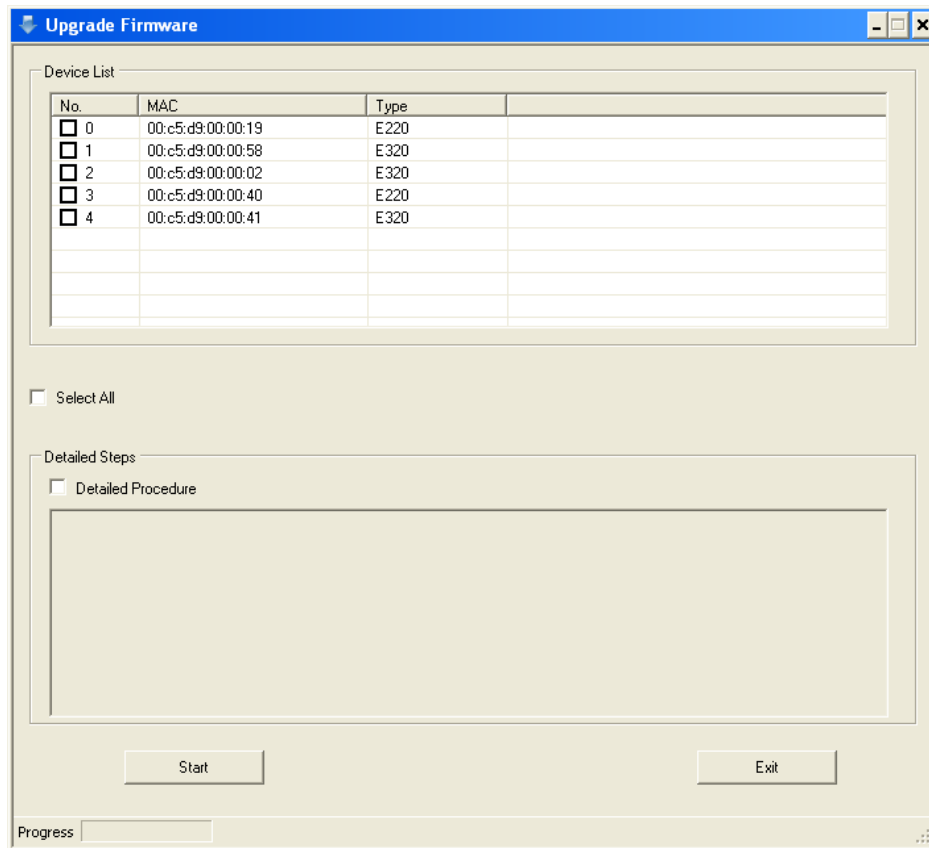 Upgrade Firmware
Device List
No. MAC Type
0 00:c5:d9:00:00:19 E220
1 00:c5:d9:00:00:58 E320
2 00:c5:d9:00:00:02 E320
3 00:c5:d9:00:00:40 E220
4 00:c5:d9:00:00:41 E320
Select All
Detailed Steps
Detailed Procedure
Start Exit
Progress